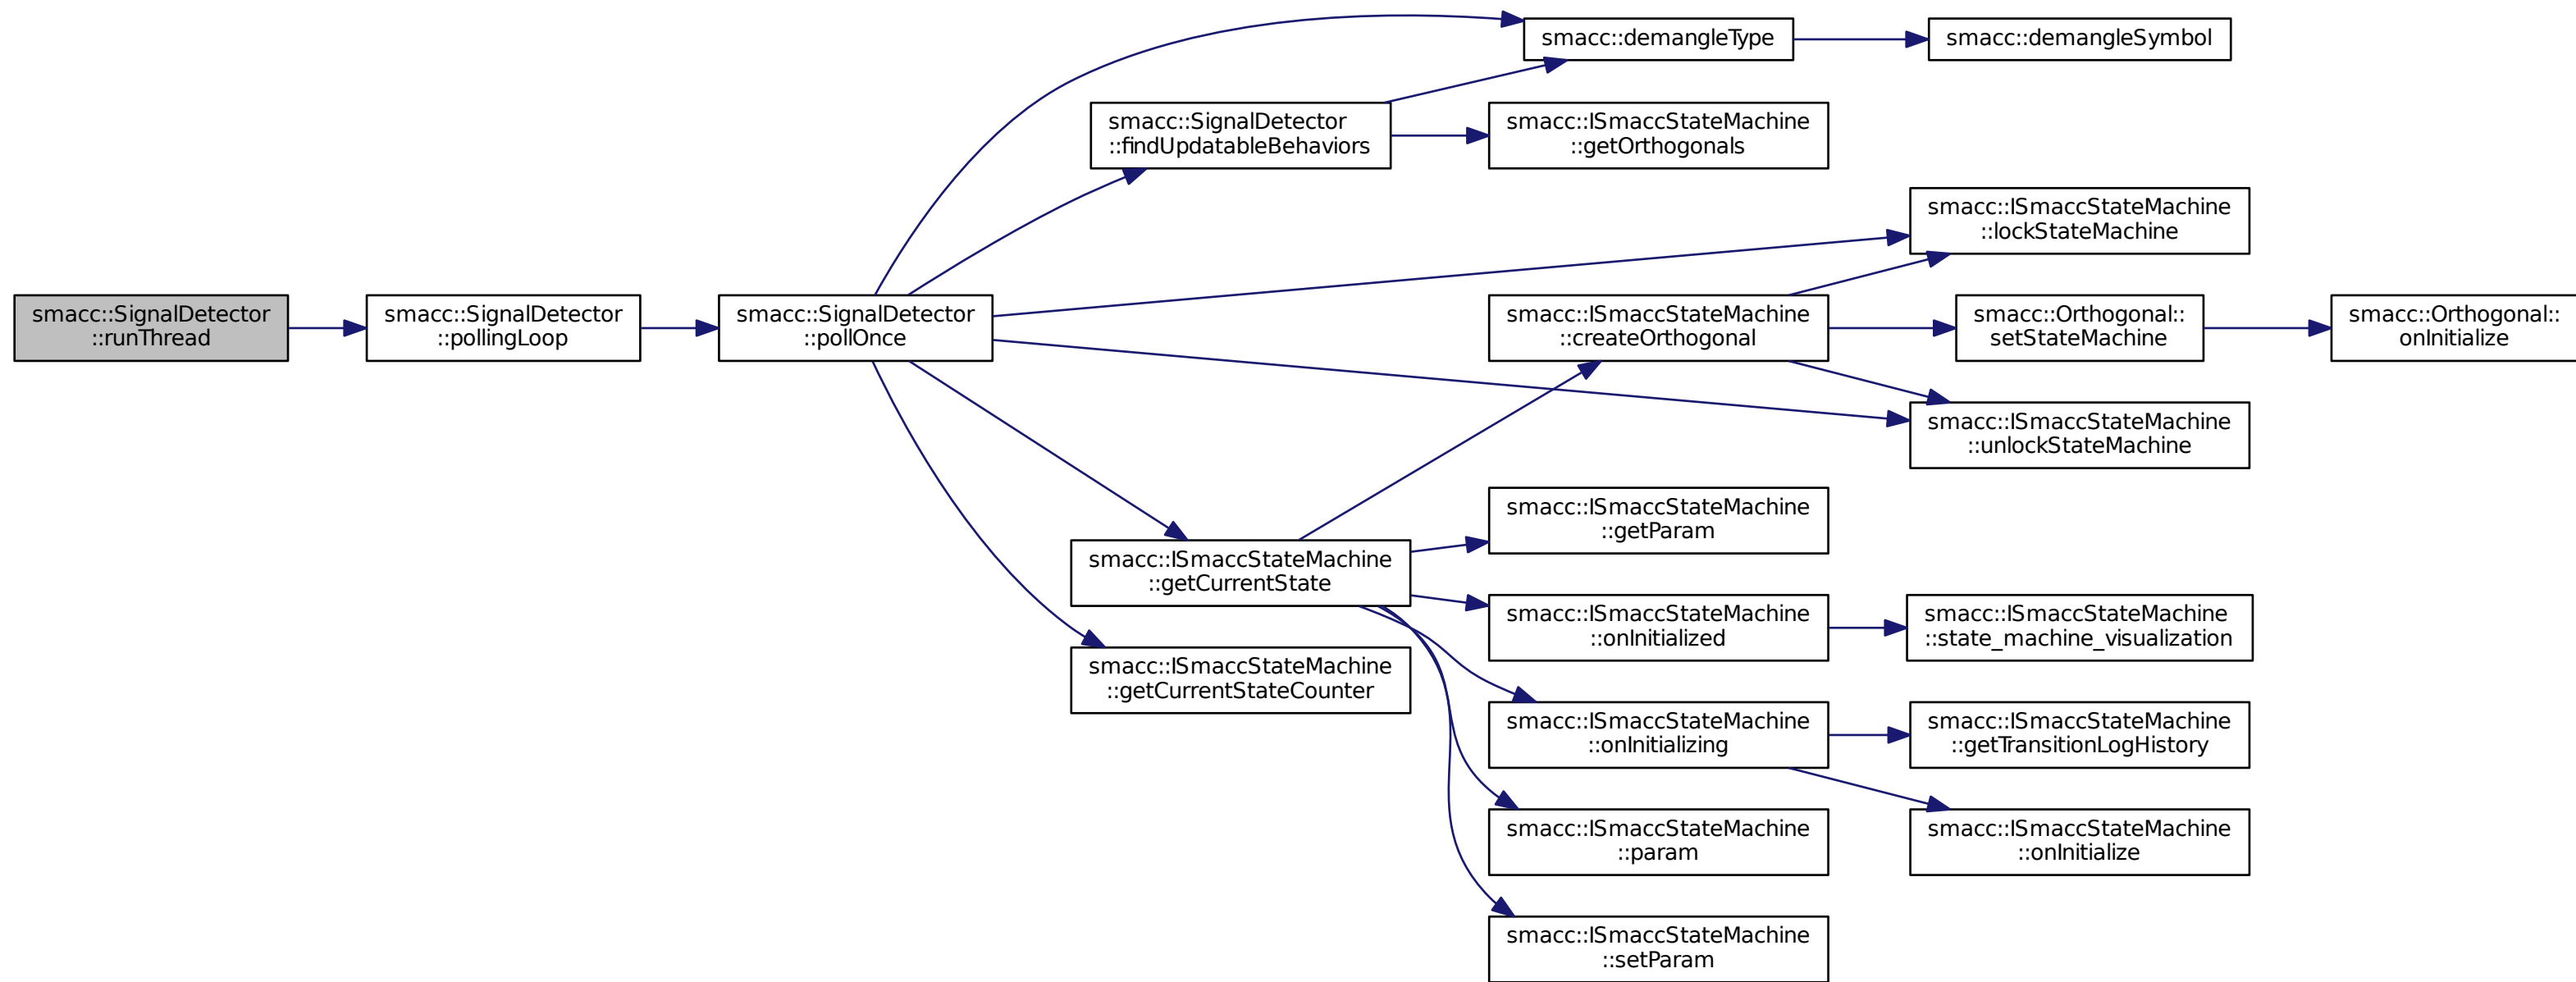 smacc::SignalDetector
::runThread
smacc::SignalDetector
::pollingLoop
smacc::SignalDetector
::pollOnce
smacc::demangleType
smacc::demangleSymbol
smacc::SignalDetector
::findUpdatableBehaviors
smacc::ISmaccStateMachine
::getOrthogonals
smacc::ISmaccStateMachine
::lockStateMachine
smacc::ISmaccStateMachine
::createOrthogonal
smacc::Orthogonal::
setStateMachine
smacc::Orthogonal::
onInitialize
smacc::ISmaccStateMachine
::unlockStateMachine
smacc::ISmaccStateMachine
::getCurrentState
smacc::ISmaccStateMachine
::getParam
smacc::ISmaccStateMachine
::onInitialized
smacc::ISmaccStateMachine
::state_machine_visualization
smacc::ISmaccStateMachine
::getCurrentStateCounter
smacc::ISmaccStateMachine
::onInitializing
smacc::ISmaccStateMachine
::getTransitionLogHistory
smacc::ISmaccStateMachine
::param
smacc::ISmaccStateMachine
::onInitialize
smacc::ISmaccStateMachine
::setParam